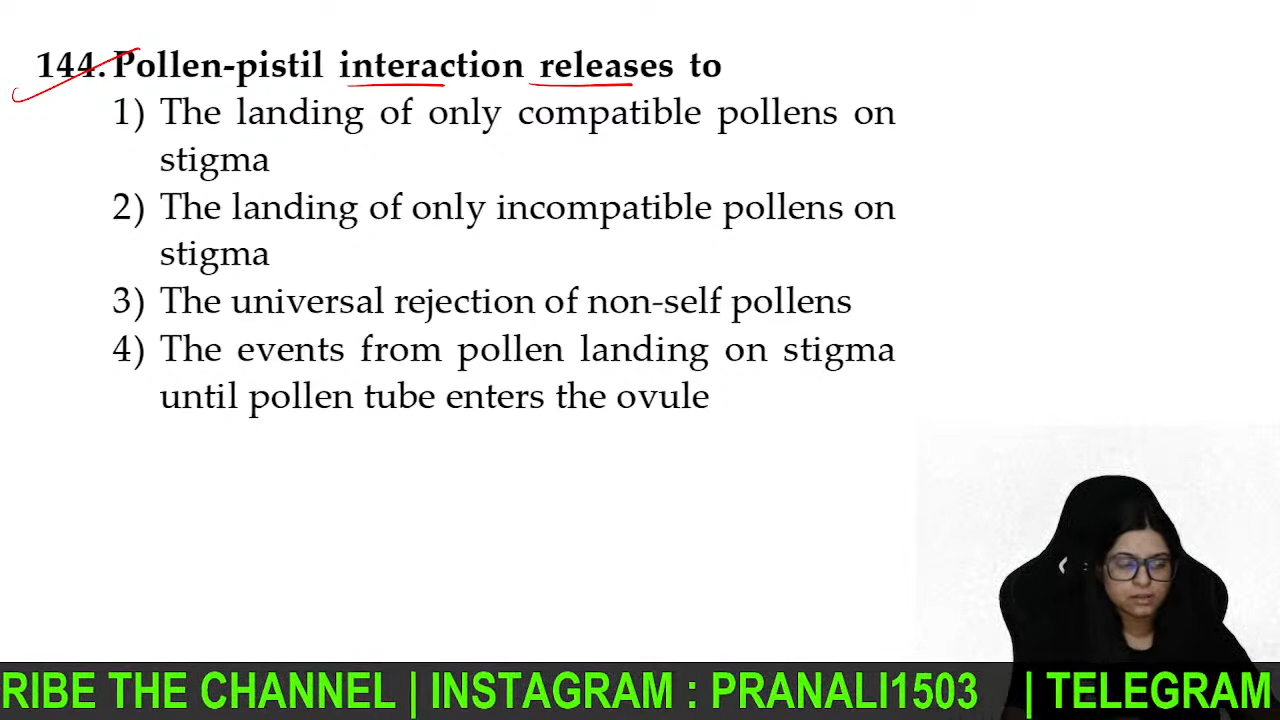 144. Pollen-pistil interaction releases to
1) The landing of only compatible pollens on
stigma
2) The landing of only incompatible pollens on
stigma
3) The universal rejection of non-self pollens
4) The events from pollen landing on stigma
until pollen tube enters the ovule
RIBE THE CHANNEL | INSTAGRAM : PRANALI1503 | TELEGRAM